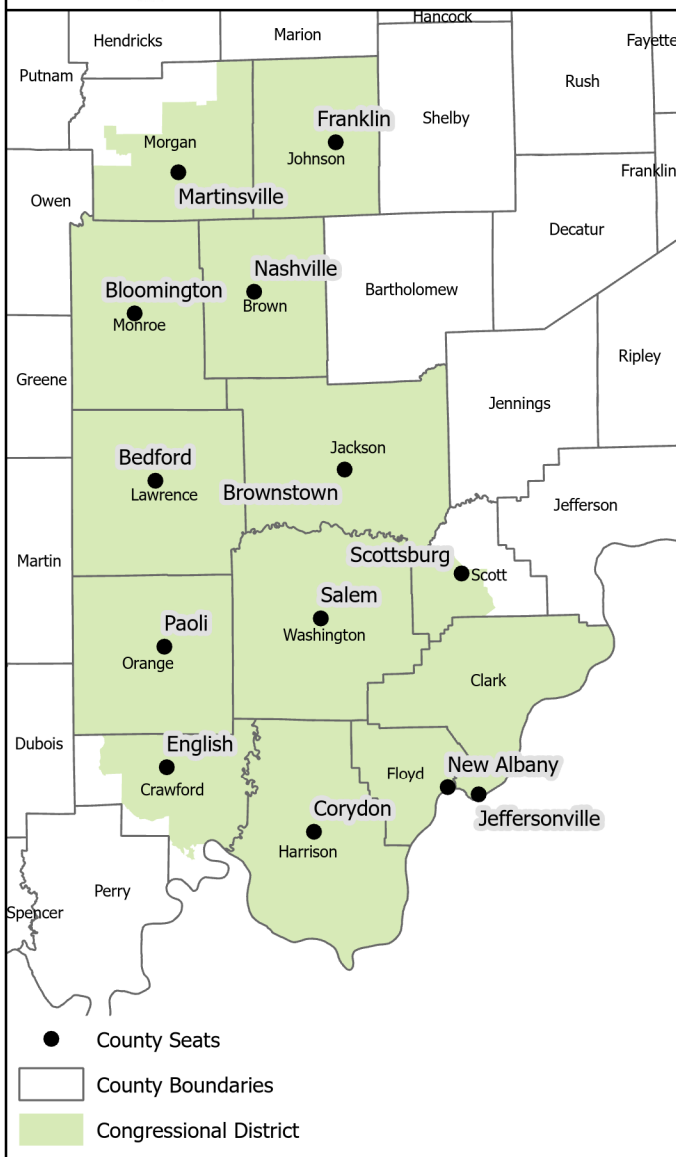 Hancock
Hendricks
Marion
Fayette
Putnam
Rush
Franklin
Shelby
Morgan
Johnson
Franklin
Martinsville
Owen
Decatur
Nashville
Bloomington
Bartholomew
Brown
Monroe
Ripley
Greene
Jennings
Jackson
Bedford
Lawrence
Brownstown
Jefferson
Scottsburg
Martin
Scott
Salem
Paoli
Washington
Orange
Clark
English
Dubois
New Albany
Floyd
Crawford
Corydon
Jeffersonville
Harrison
Perry
Spencer
County Seats
County Boundaries
Congressional District